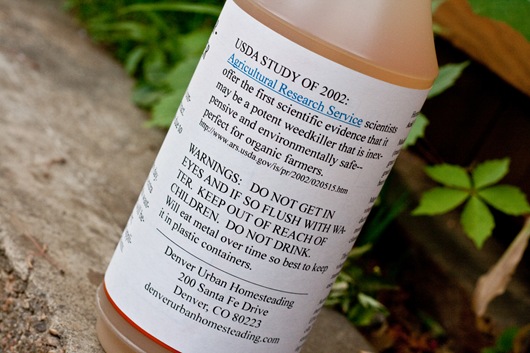 USDA STUDY OF 2002:
Agricultural Research Service scientists
offer the first scientific evidence that it
may be a potent weedkiller that is inex-
pensive and environmentally safe--
perfect for organic farmers.
http://www.ars.usda.gov/is/pr/2002/020515.htm
WARNINGS: DO NOT GET IN
EYES AND IF SO FLUSH WITH WA-
TER. KEEP OUT OF REACH OF
CHILDREN. DO NOT DRINK.
Will eat metal over time so best to keep
it in plastic containers.
Denver Urban Homesteading
200 Santa Fe Drive
Denver, CO 80223
denverurbanhomesteading.com